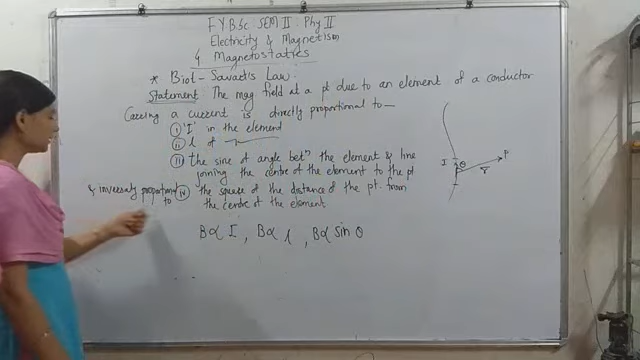 F.Y.B.Sc. SEM II : Phy II
Electricity & Magnetism
4 Magnetostatics
* Biot-Savart's Law:
Statement: The mag field at a pt due to an element of a conductor
Carrying a current is directly proportional to —
(i) 'I' in the element
(ii) l of
(iii) the sine of angle betn the element & line
joining the centre of the element to the pt
& inversely proportional to (iv) the square of the distance of the pt. from
the centre of the element
B∝ I , B∝ l , B∝ sin θ
I θ r P